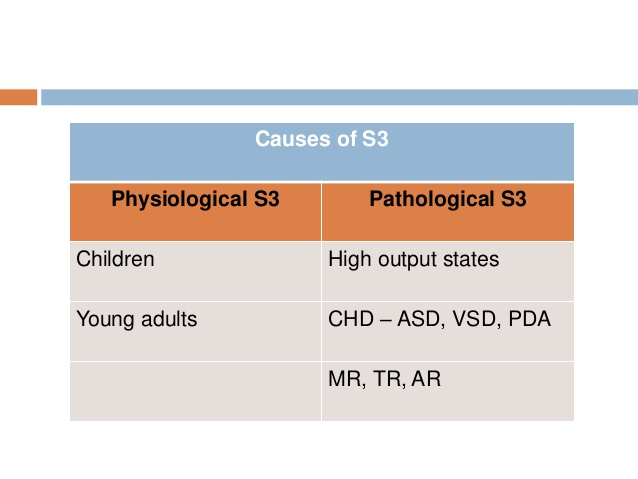 Causes of S3
Physiological S3 Pathological S3
Children High output states
Young adults CHD – ASD, VSD, PDA
MR, TR, AR